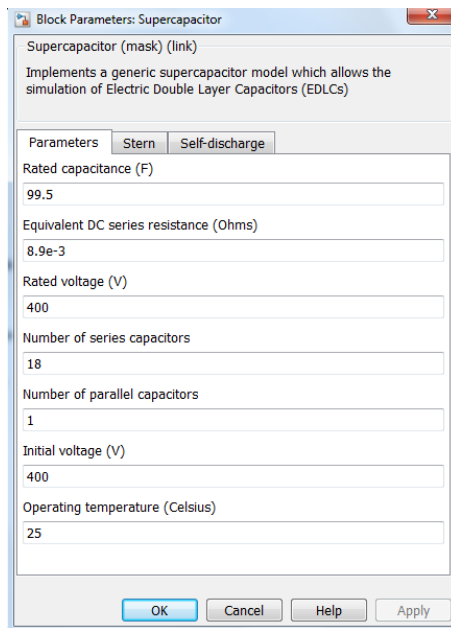 Block Parameters: Supercapacitor
Supercapacitor (mask) (link)
Implements a generic supercapacitor model which allows the
simulation of Electric Double Layer Capacitors (EDLCs)
Parameters Stern Self-discharge
Rated capacitance (F)
99.5
Equivalent DC series resistance (Ohms)
8.9e-3
Rated voltage (V)
400
Number of series capacitors
18
Number of parallel capacitors
1
Initial voltage (V)
400
Operating temperature (Celsius)
25
OK Cancel Help Apply